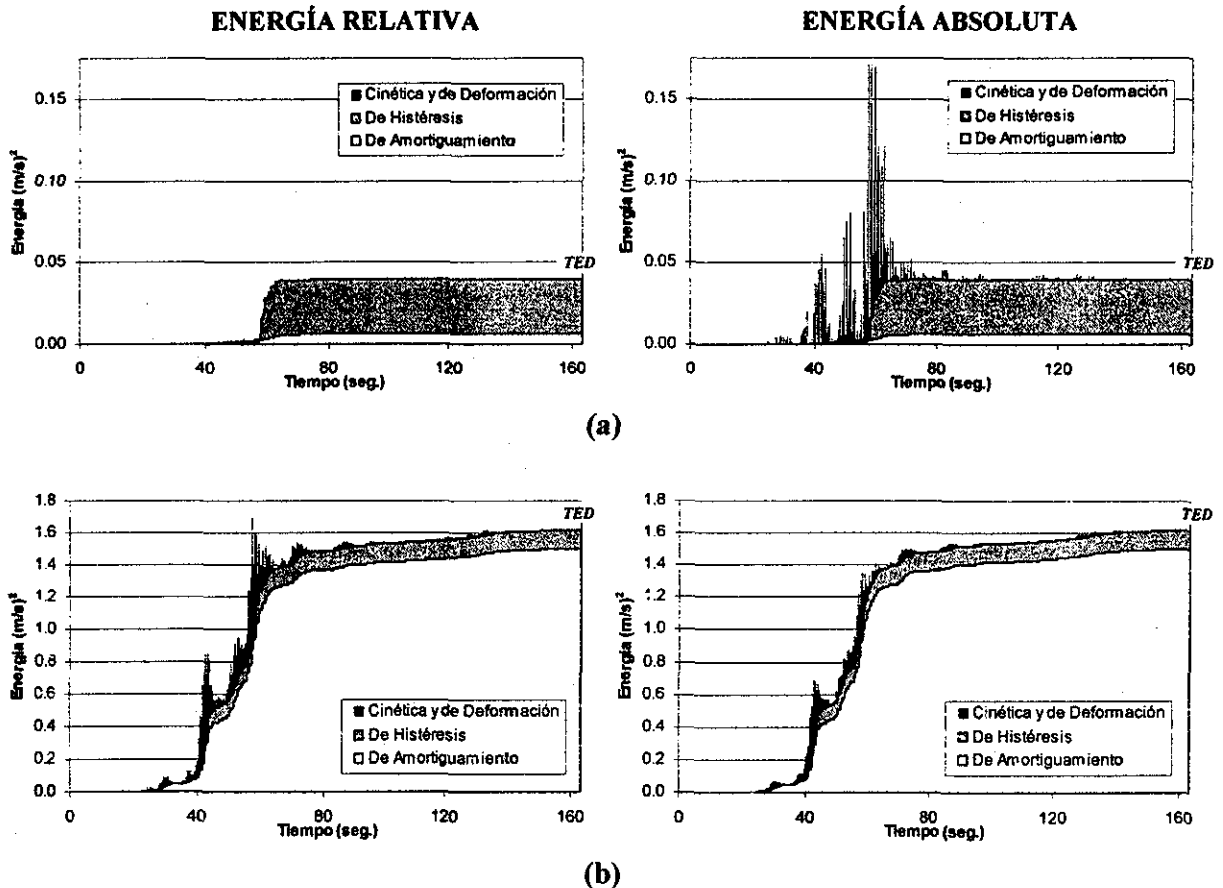 ENERGÍA RELATIVA
ENERGÍA ABSOLUTA
Energía (m/s)²
0.15
0.10
0.05
0.00
Cinética y de Deformación
De Histéresis
De Amortiguamiento
TED
0 40 80 120 160
Tiempo (seg.)
Energía (m/s)²
0.15
0.10
0.05
0.00
Cinética y de Deformación
De Histéresis
De Amortiguamiento
TED
0 40 80 120 160
Tiempo (seg.)
(a)
Energía (m/s)²
1.8
1.6
1.4
1.2
1.0
0.8
0.6
0.4
0.2
0.0
TED
Cinética y de Deformación
De Histéresis
De Amortiguamiento
0 40 80 120 160
Tiempo (seg.)
Energía (m/s)²
1.8
1.6
1.4
1.2
1.0
0.8
0.6
0.4
0.2
0.0
TED
Cinética y de Deformación
De Histéresis
De Amortiguamiento
0 40 80 120 160
Tiempo (seg.)
(b)